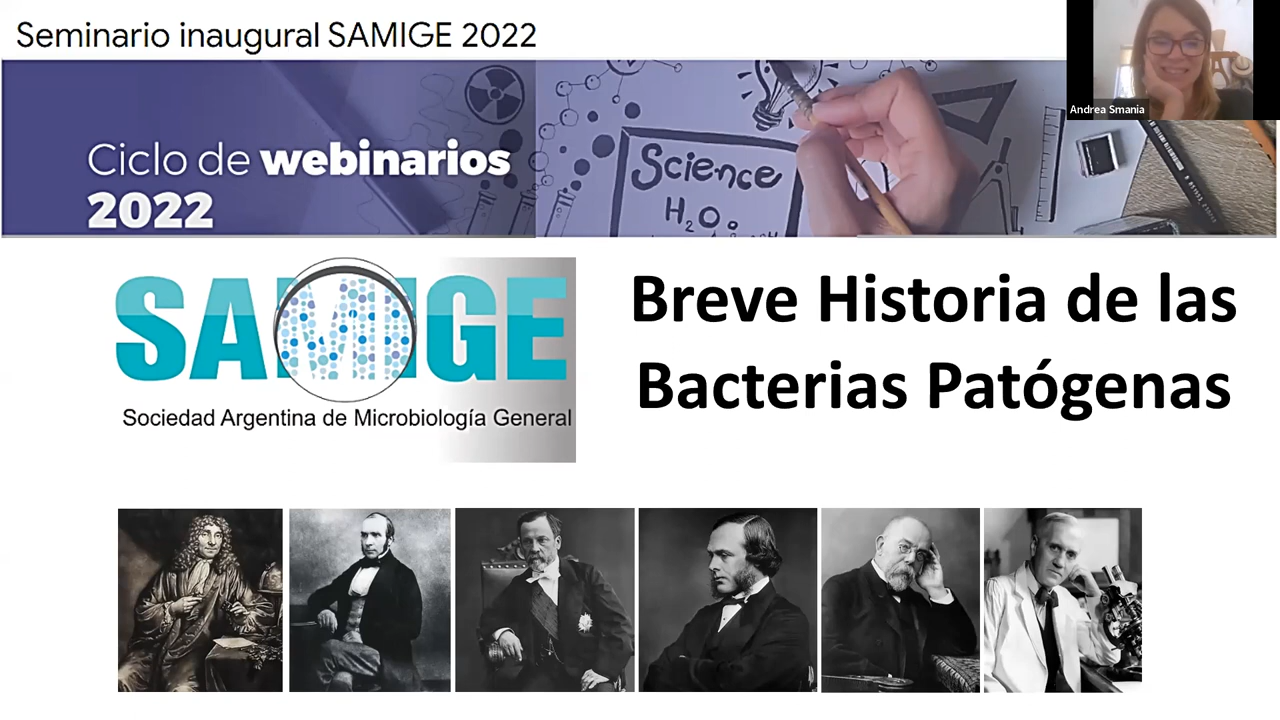 Seminario inaugural SAMIGE 2022
Andrea Smania
Ciclo de webinarios
2022
Science
H₂O
SAMIGE
Sociedad Argentina de Microbiología General
Breve Historia de las
Bacterias Patógenas